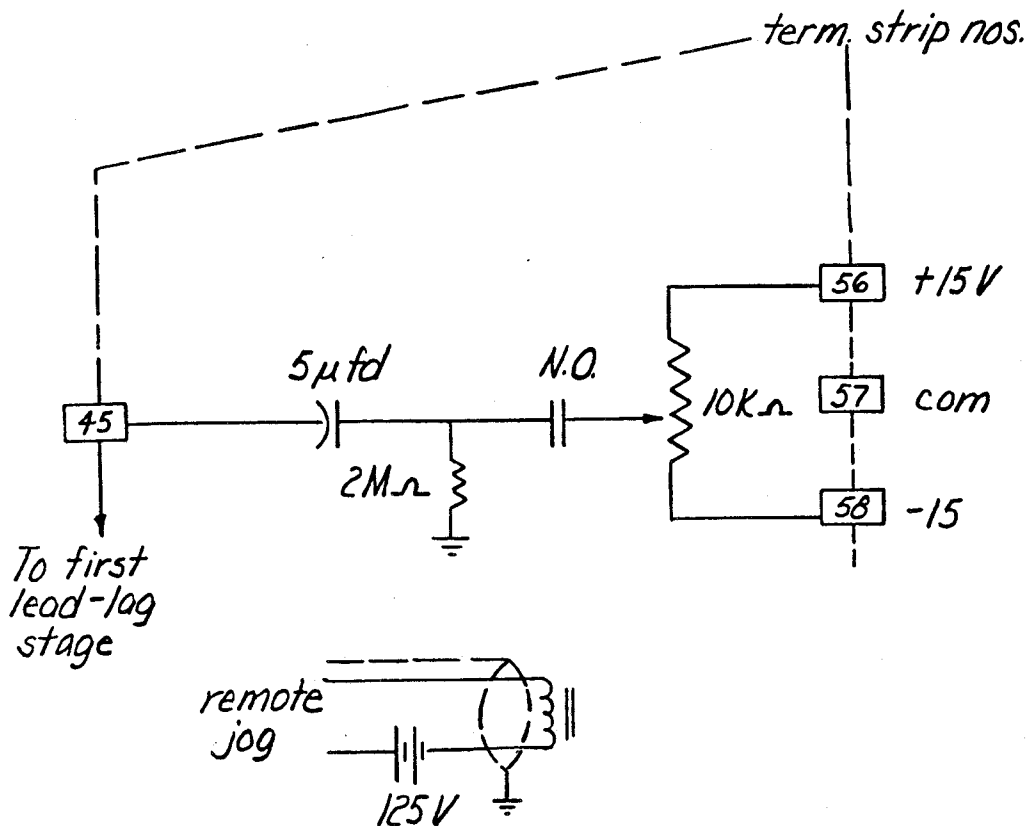 term. strip nos.
56 +15V
5μfd
N.O.
10KΩ
57 com
45
2MΩ
58 -15
To first
lead-lag
stage
remote
jog
125V